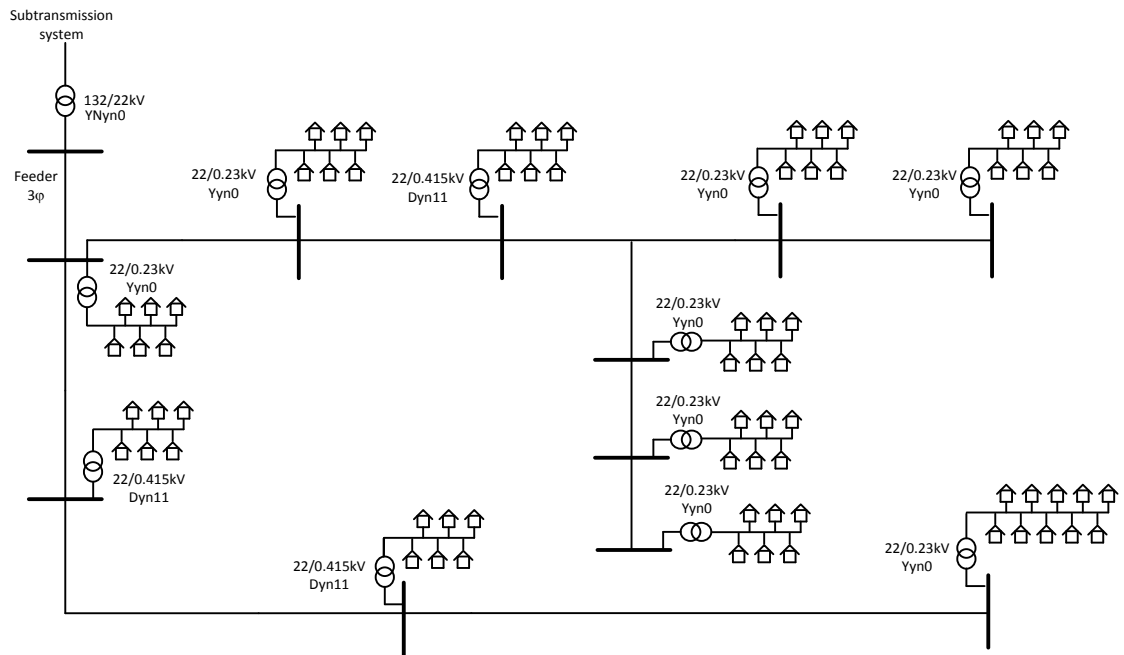 Subtransmission
system
132/22kV
YNyn0
Feeder
3φ
22/0.23kV
Yyn0
22/0.415kV
Dyn11
22/0.23kV
Yyn0
22/0.23kV
Yyn0
22/0.23kV
Yyn0
22/0.23kV
Yyn0
22/0.23kV
Yyn0
22/0.23kV
Yyn0
22/0.415kV
Dyn11
22/0.415kV
Dyn11
22/0.23kV
Yyn0